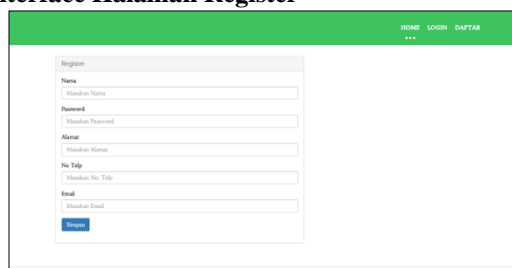 nterface Halaman Register
HOME LOGIN DAFTAR
Register
Nama
Masukan Nama
Password
Masukan Password
Alamat
Masukan Alamat
No Telp
Masukan No. Telp
Email
Masukan Email
Simpan